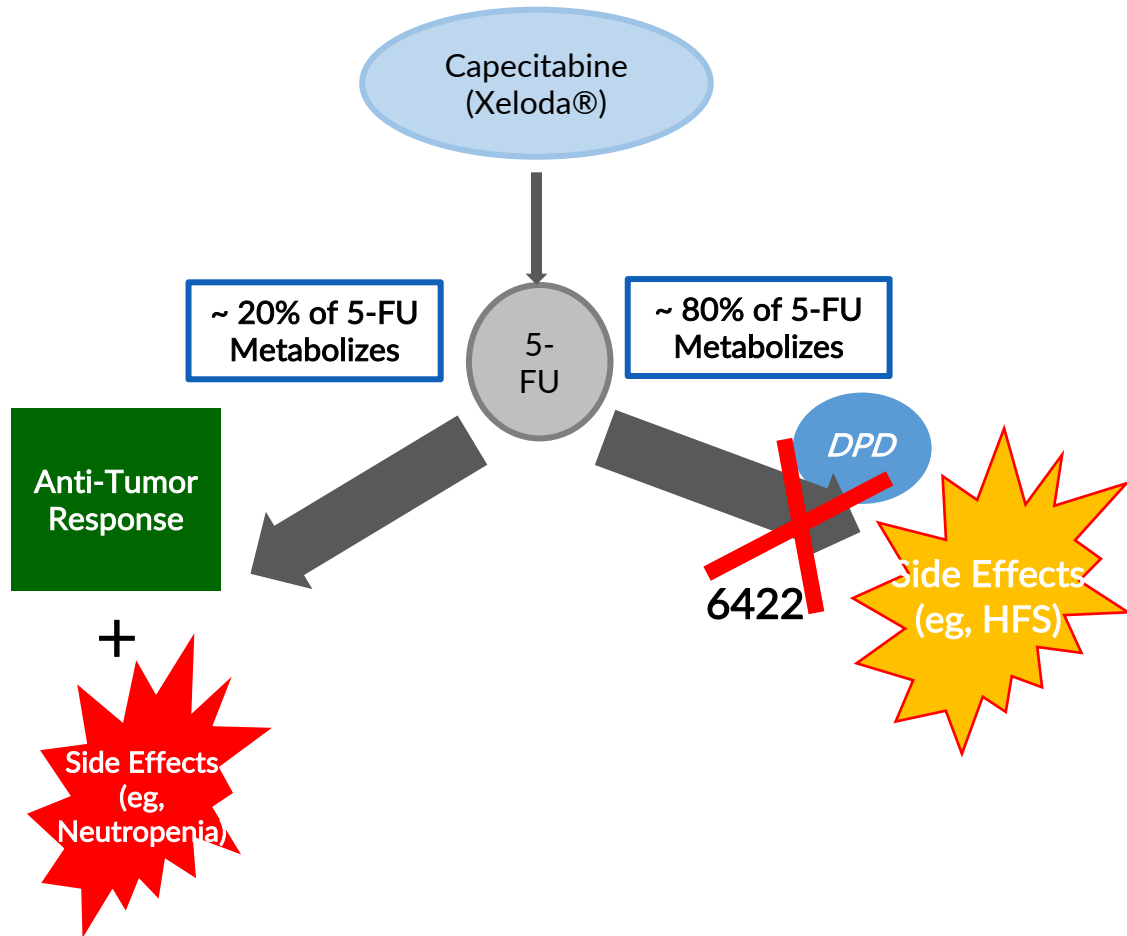 Capecitabine
(Xeloda®)
~ 20% of 5-FU
Metabolizes
5-
FU
~ 80% of 5-FU
Metabolizes
DPD
Anti-Tumor
Response
6422
Side Effects
(eg, HFS)
+
Side Effects
(eg,
Neutropenia)